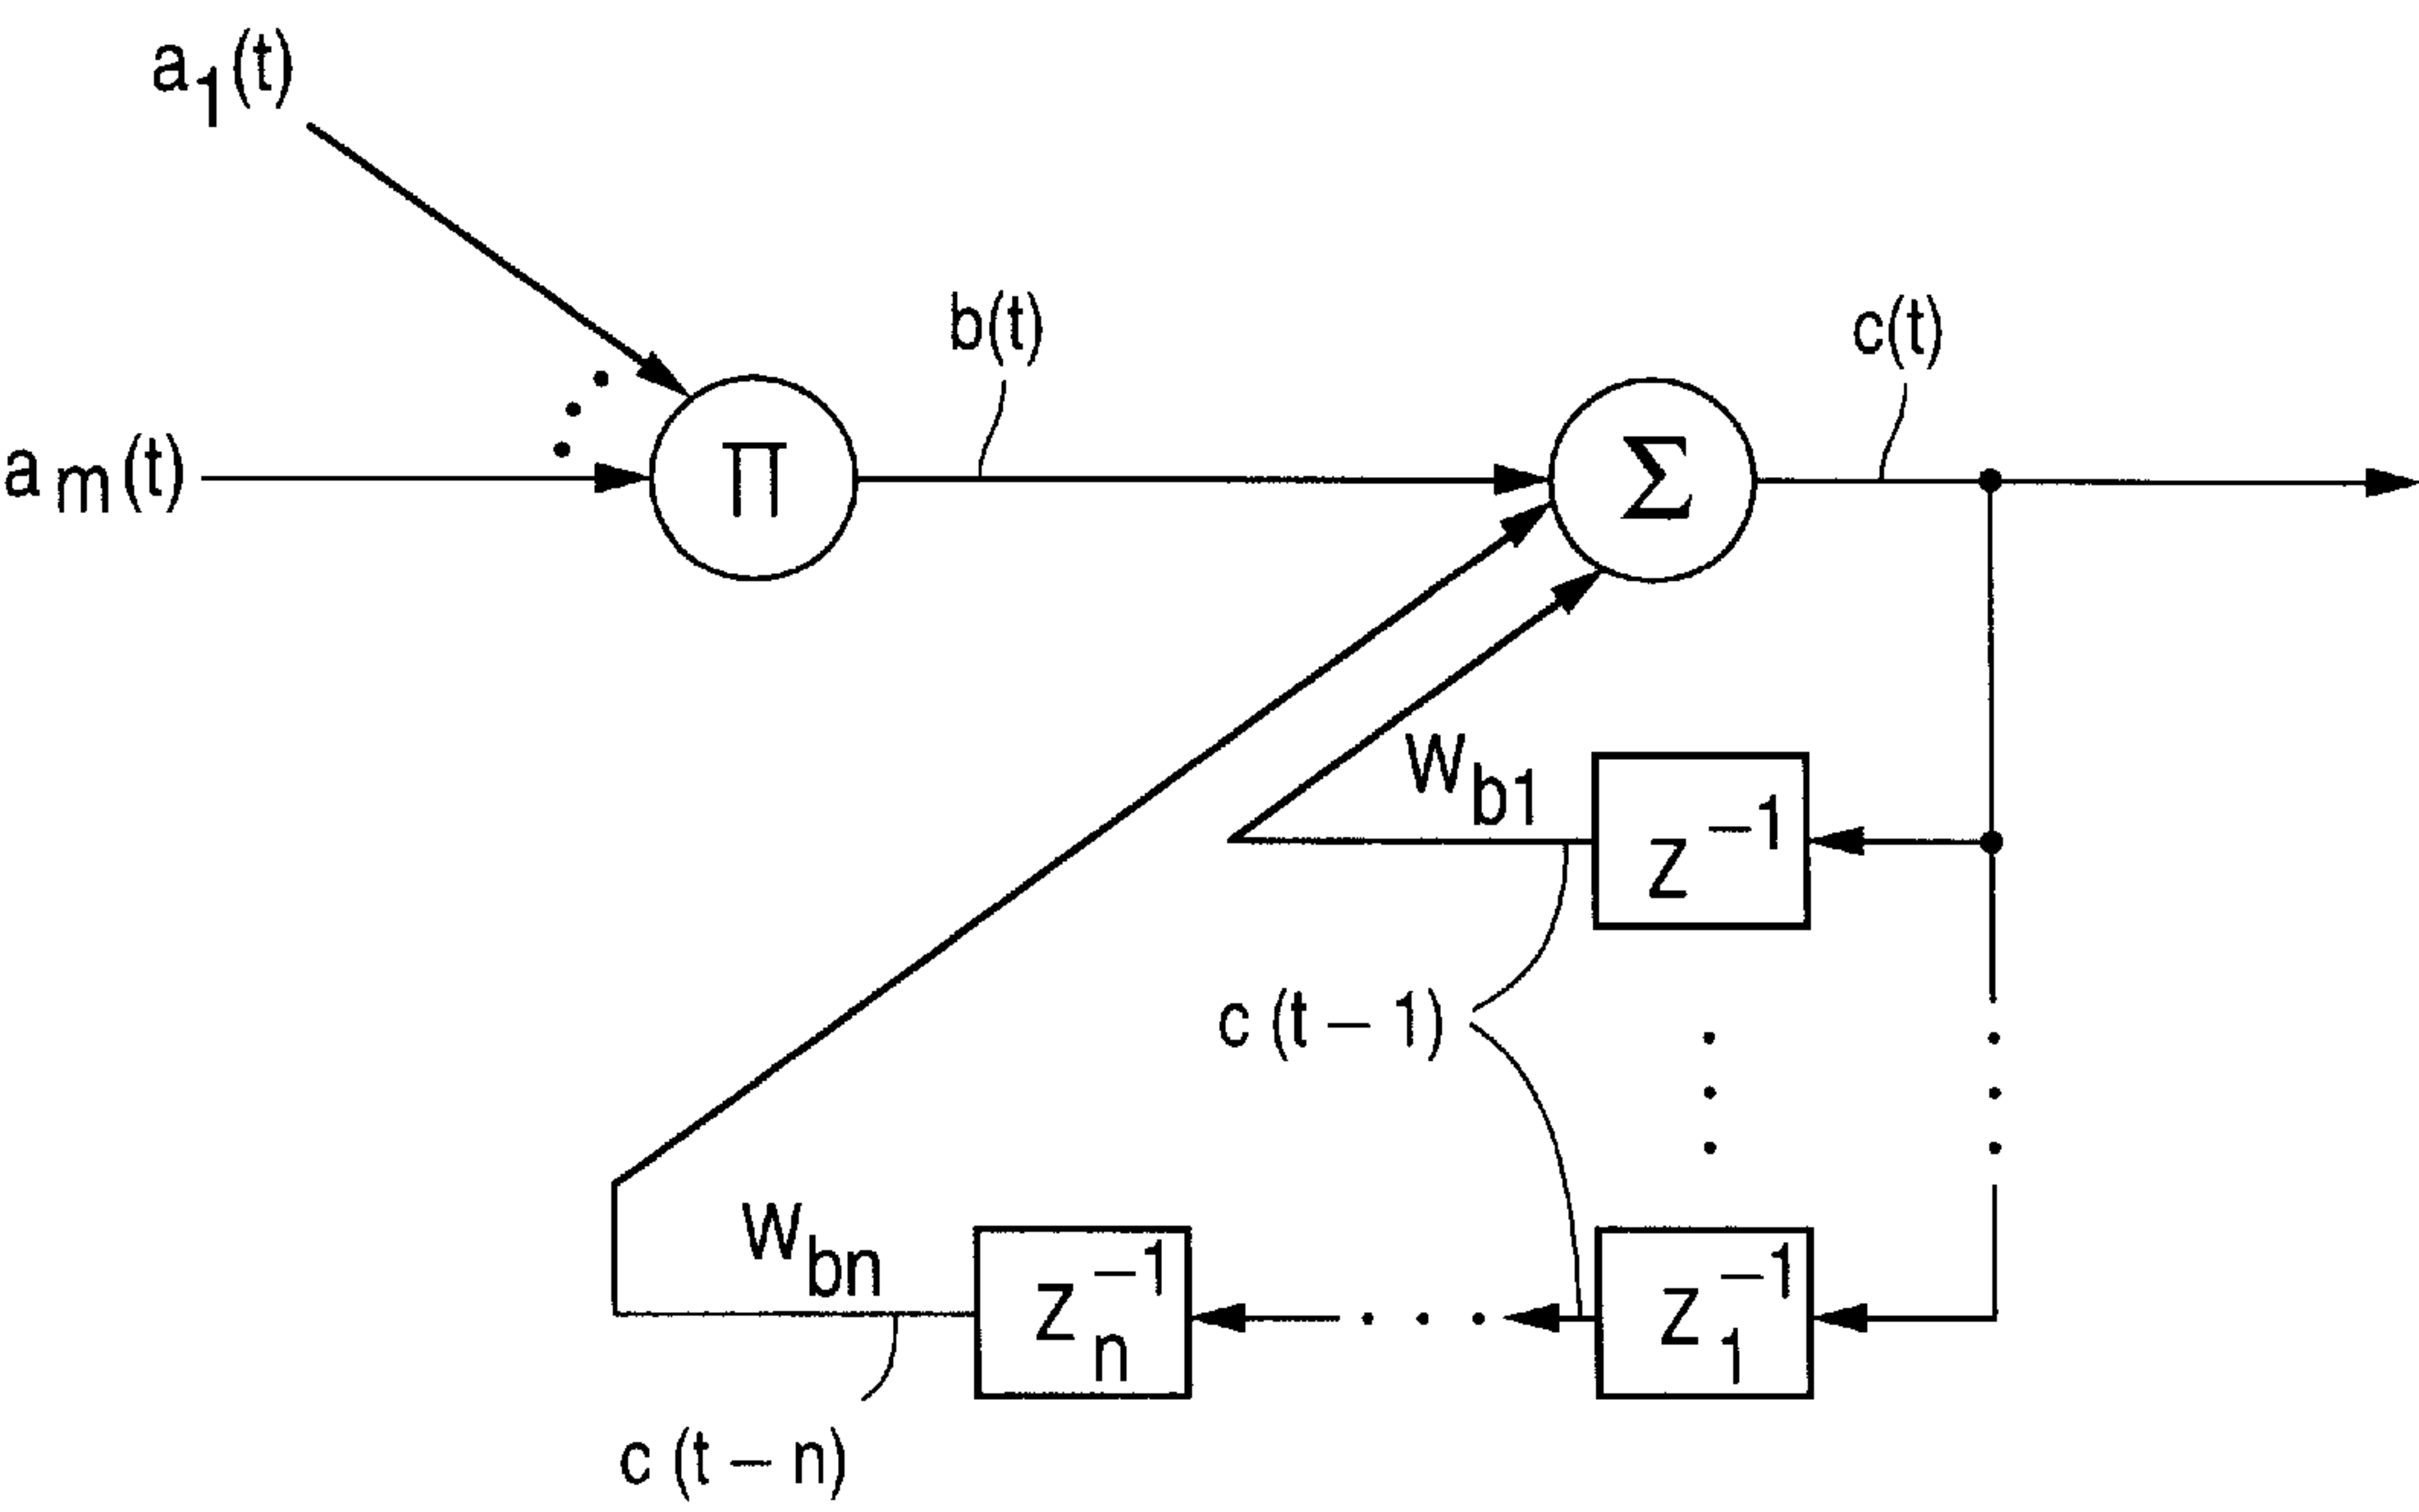 a1(t)
b(t)
c(t)
am(t)
Π
Σ
Wb1
z−1
c (t − 1)
Wbn
zn−1
z1−1
c (t − n)